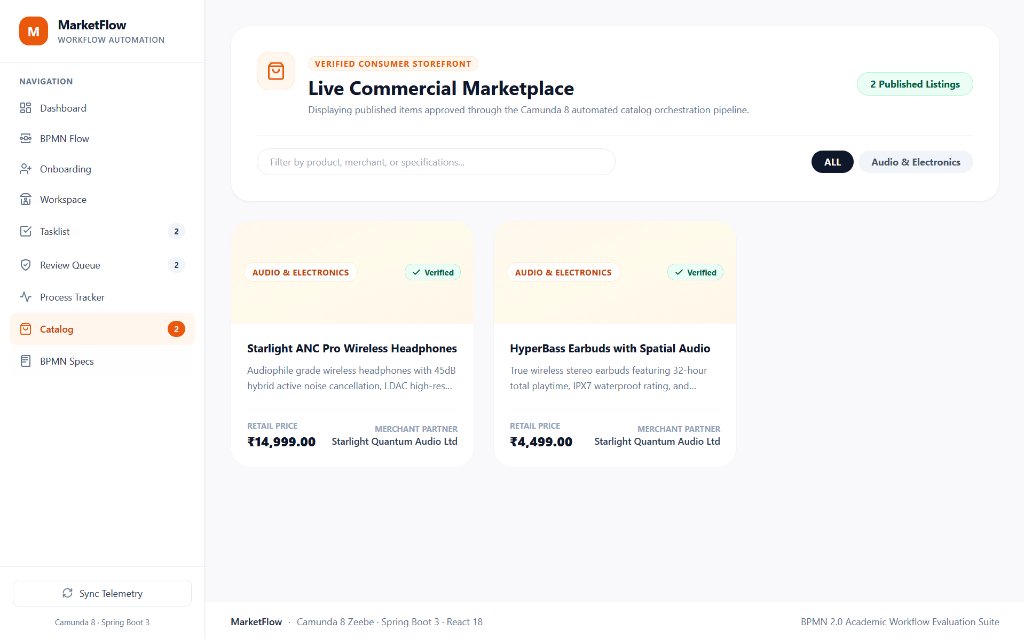 M
MarketFlow
WORKFLOW AUTOMATION
NAVIGATION
Dashboard
BPMN Flow
Onboarding
Workspace
Tasklist 2
Review Queue 2
Process Tracker
Catalog 2
BPMN Specs
Sync Telemetry
Camunda 8 · Spring Boot 3
VERIFIED CONSUMER STOREFRONT
Live Commercial Marketplace
Displaying published items approved through the Camunda 8 automated catalog orchestration pipeline.
2 Published Listings
Filter by product, merchant, or specifications...
ALL
Audio & Electronics
AUDIO & ELECTRONICS
Verified
Starlight ANC Pro Wireless Headphones
Audiophile grade wireless headphones with 45dB
hybrid active noise cancellation, LDAC high-res...
RETAIL PRICE
₹14,999.00
MERCHANT PARTNER
Starlight Quantum Audio Ltd
AUDIO & ELECTRONICS
Verified
HyperBass Earbuds with Spatial Audio
True wireless stereo earbuds featuring 32-hour
total playtime, IPX7 waterproof rating, and...
RETAIL PRICE
₹4,499.00
MERCHANT PARTNER
Starlight Quantum Audio Ltd
MarketFlow · Camunda 8 Zeebe · Spring Boot 3 · React 18
BPMN 2.0 Academic Workflow Evaluation Suite